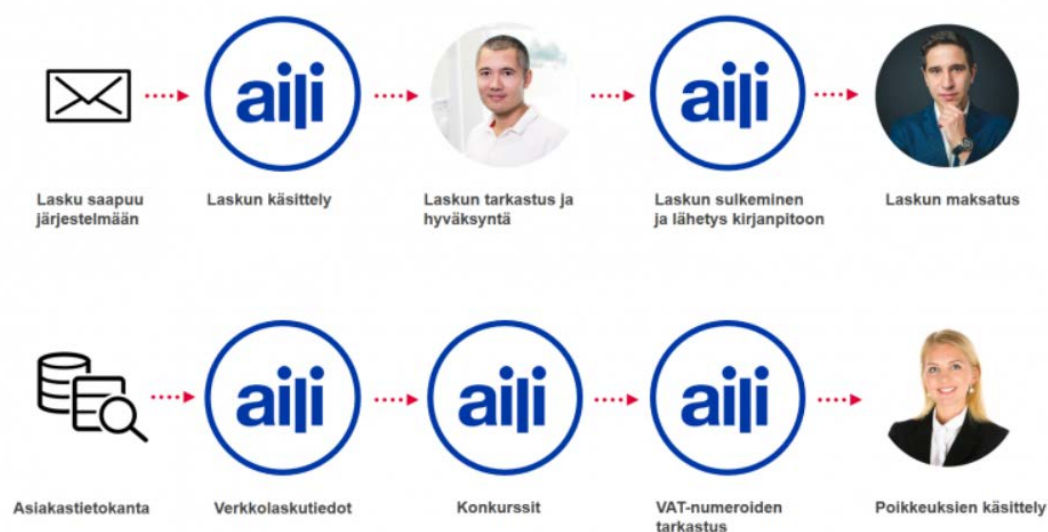 aili
aili
Lasku saapuu
järjestelmään
Laskun käsittely
Laskun tarkastus ja
hyväksyntä
Laskun sulkeminen
ja lähetys kirjanpitoon
Laskun maksatus
aili
aili
aili
Asiakastietokanta
Verkkolaskutiedot
Konkurssit
VAT-numeroiden
tarkastus
Poikkeuksien käsittely